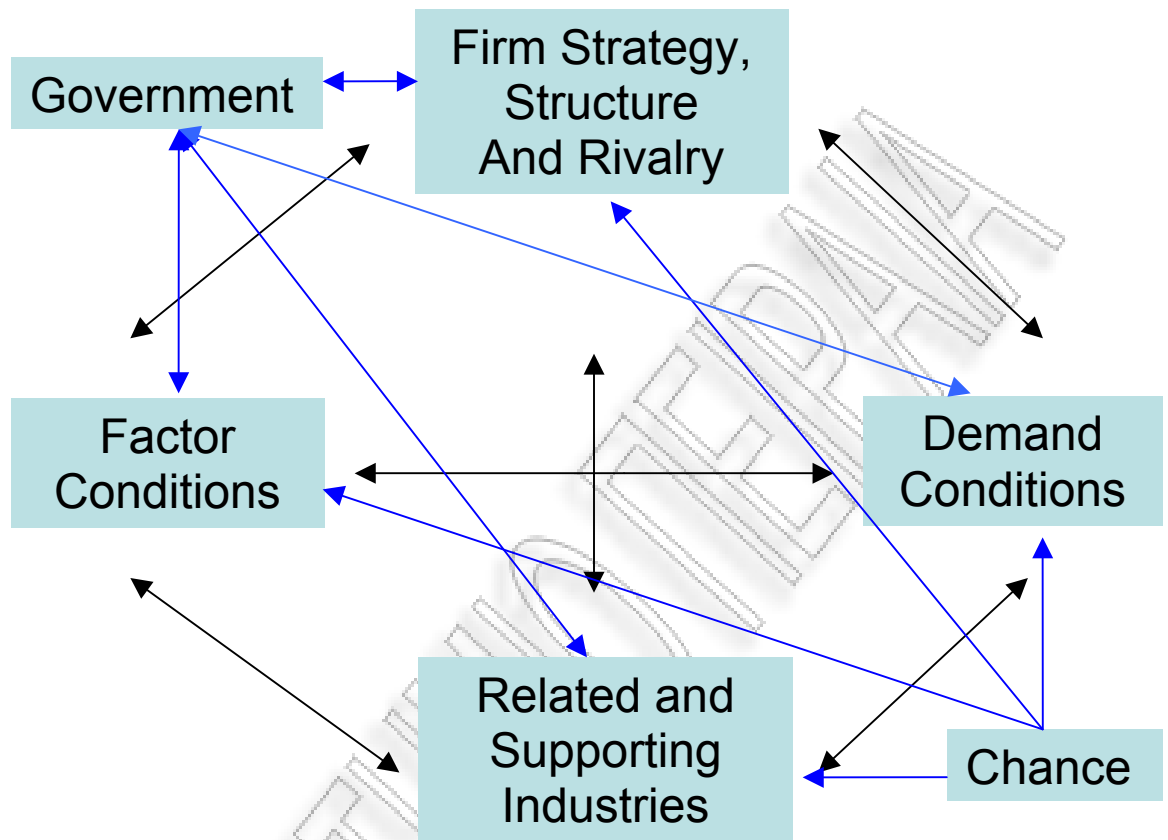 Government
Firm Strategy,
Structure
And Rivalry
Factor
Conditions
Demand
Conditions
Related and
Supporting
Industries
Chance